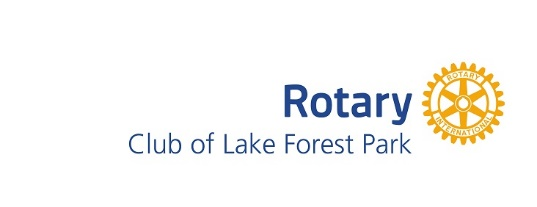 Rotary
Club of Lake Forest Park
ROTARY
INTERNATIONAL